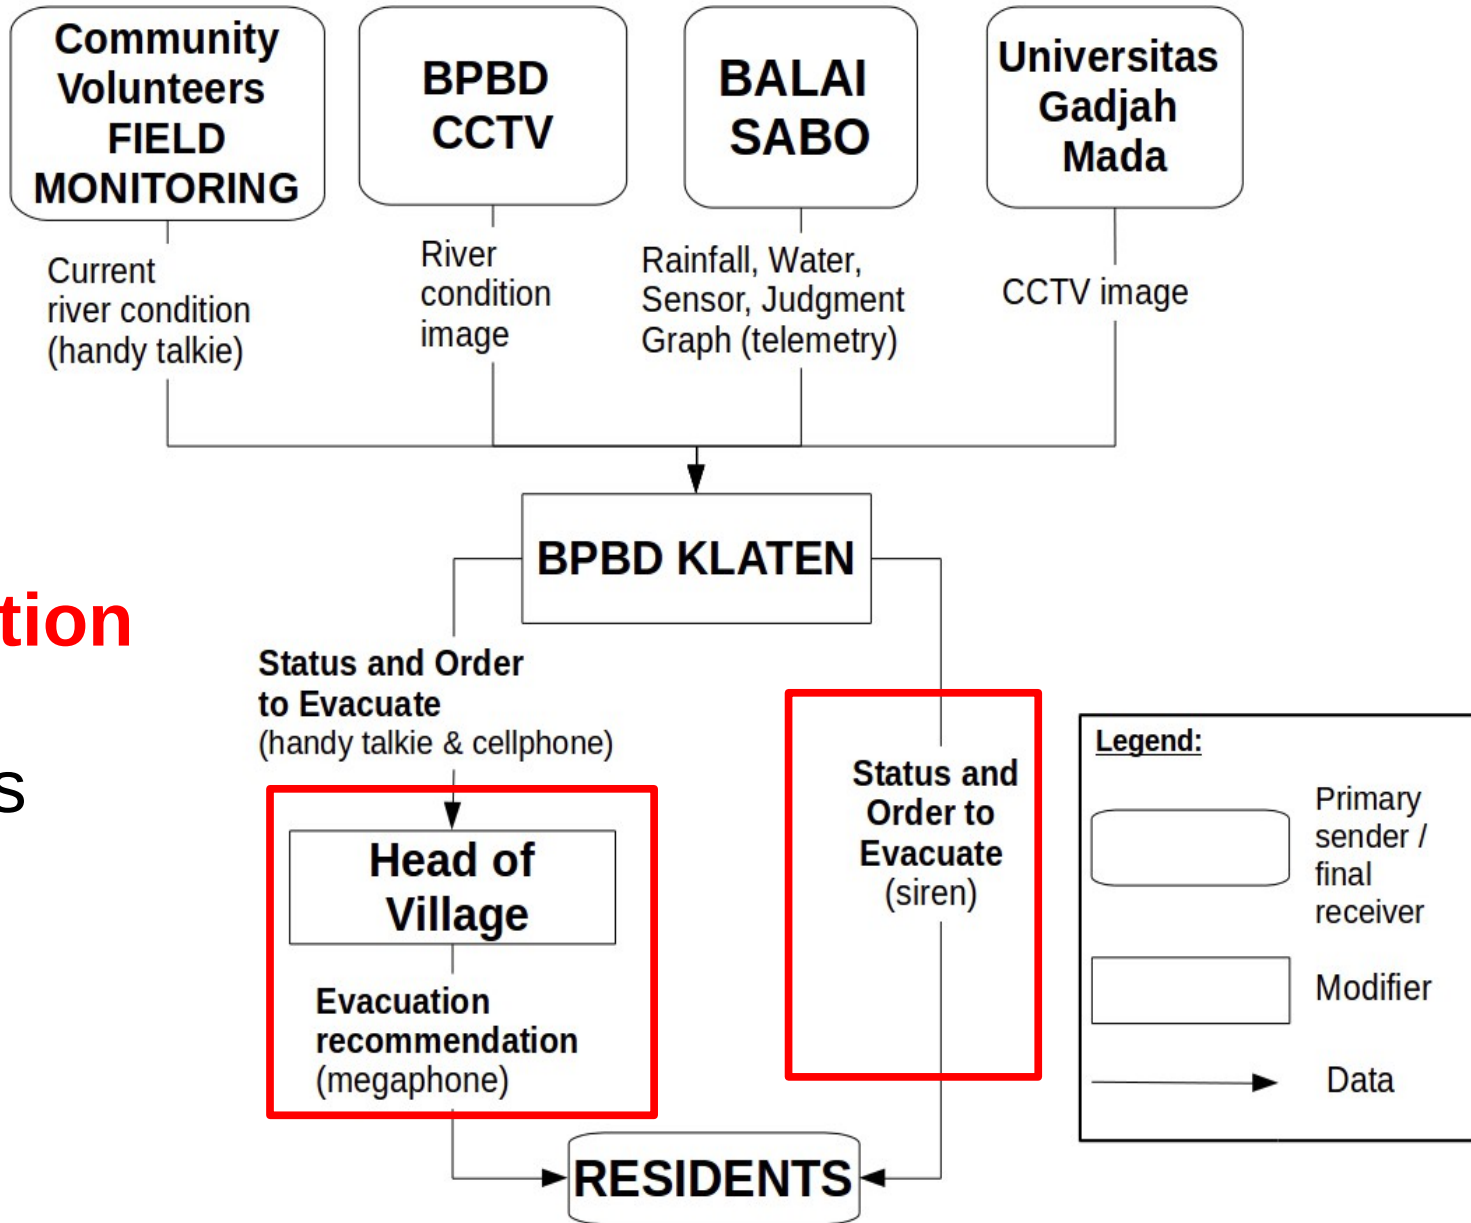 Community
Volunteers
FIELD
MONITORING
BPBD
CCTV
BALAI
SABO
Universitas
Gadjah
Mada
Current
river condition
(handy talkie)
River
condition
image
Rainfall, Water,
Sensor, Judgment
Graph (telemetry)
CCTV image
BPBD KLATEN
tion
s
Status and Order
to Evacuate
(handy talkie & cellphone)
Head of
Village
Evacuation
recommendation
(megaphone)
Status and
Order to
Evacuate
(siren)
RESIDENTS
Legend:
Primary
sender /
final
receiver
Modifier
Data